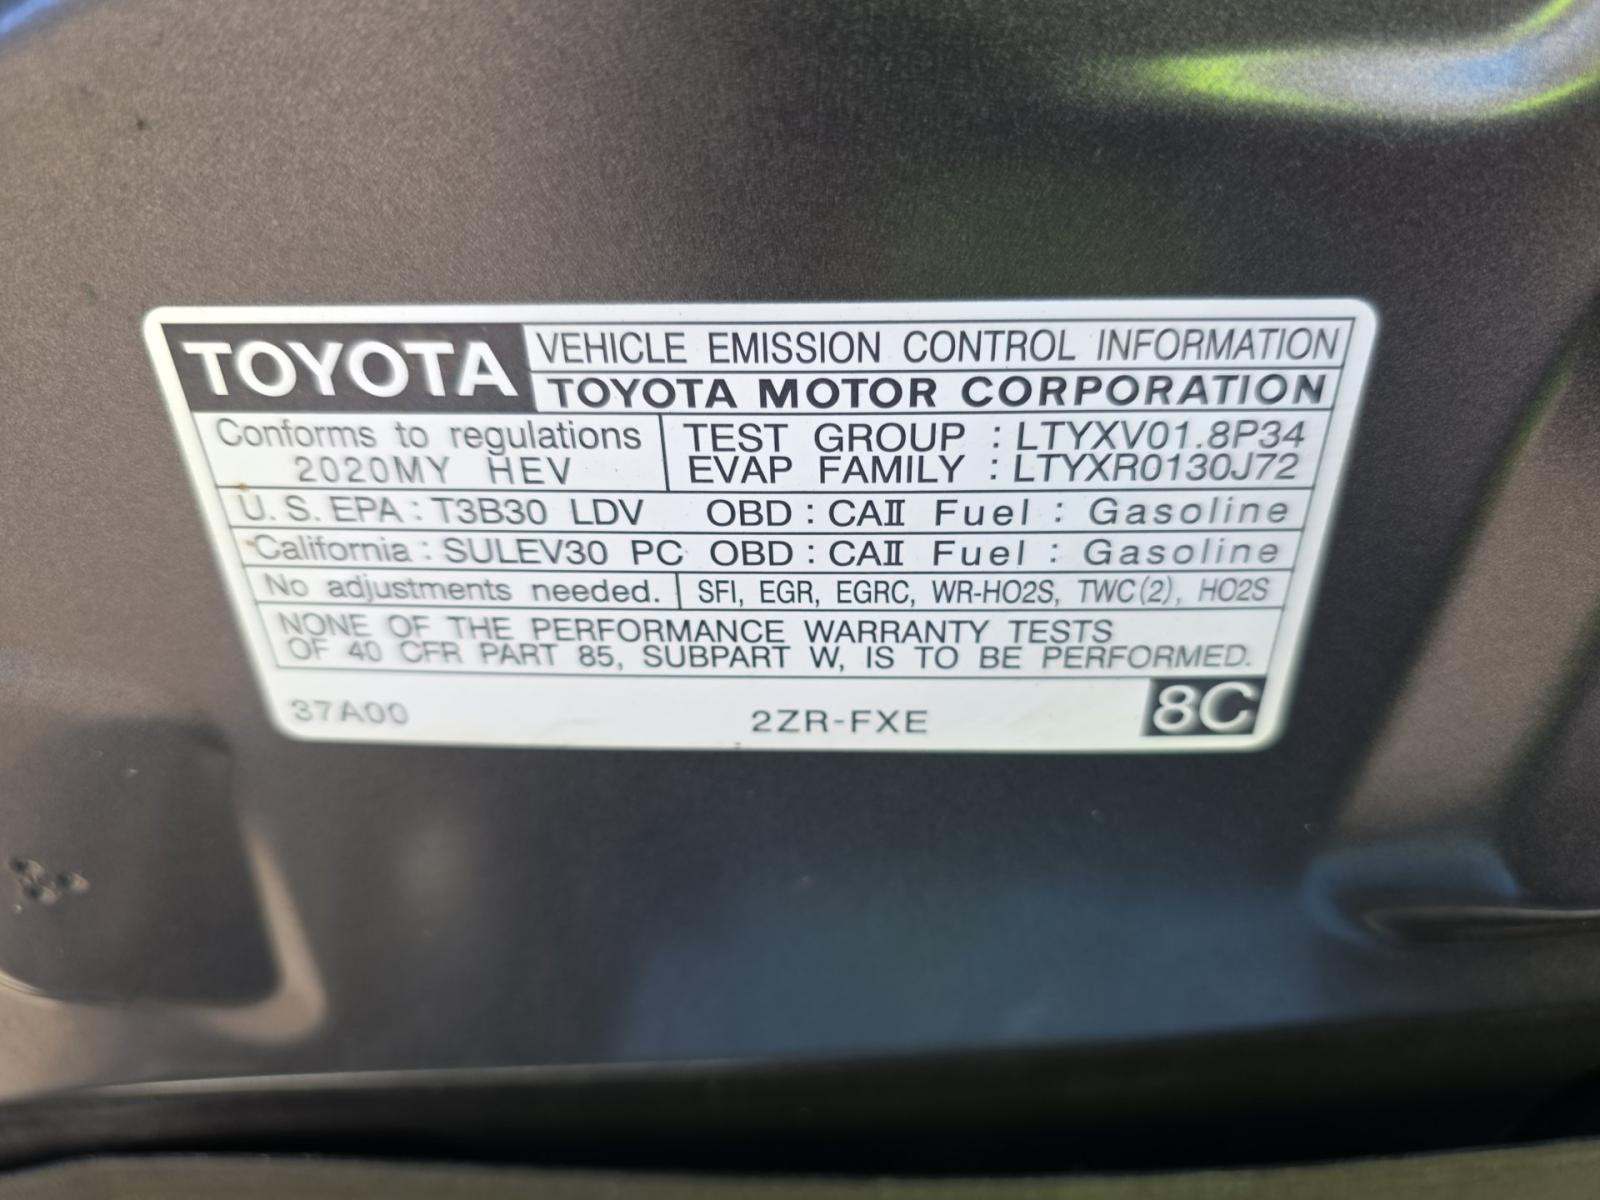 TOYOTA
VEHICLE EMISSION CONTROL INFORMATION
TOYOTA MOTOR CORPORATION
Conforms to regulations
2020MY HEV
TEST GROUP : LTYXV01.8P34
EVAP FAMILY : LTYXR0130J72
U.S.EPA : T3B30 LDV OBD : CAⅡ Fuel : Gasoline
California : SULEV30 PC OBD : CAⅡ Fuel : Gasoline
No adjustments needed. SFI, EGR, EGRC, WR-HO2S, TWC(2), HO2S
NONE OF THE PERFORMANCE WARRANTY TESTS
OF 40 CFR PART 85, SUBPART W, IS TO BE PERFORMED.
37A00 2ZR-FXE 8C